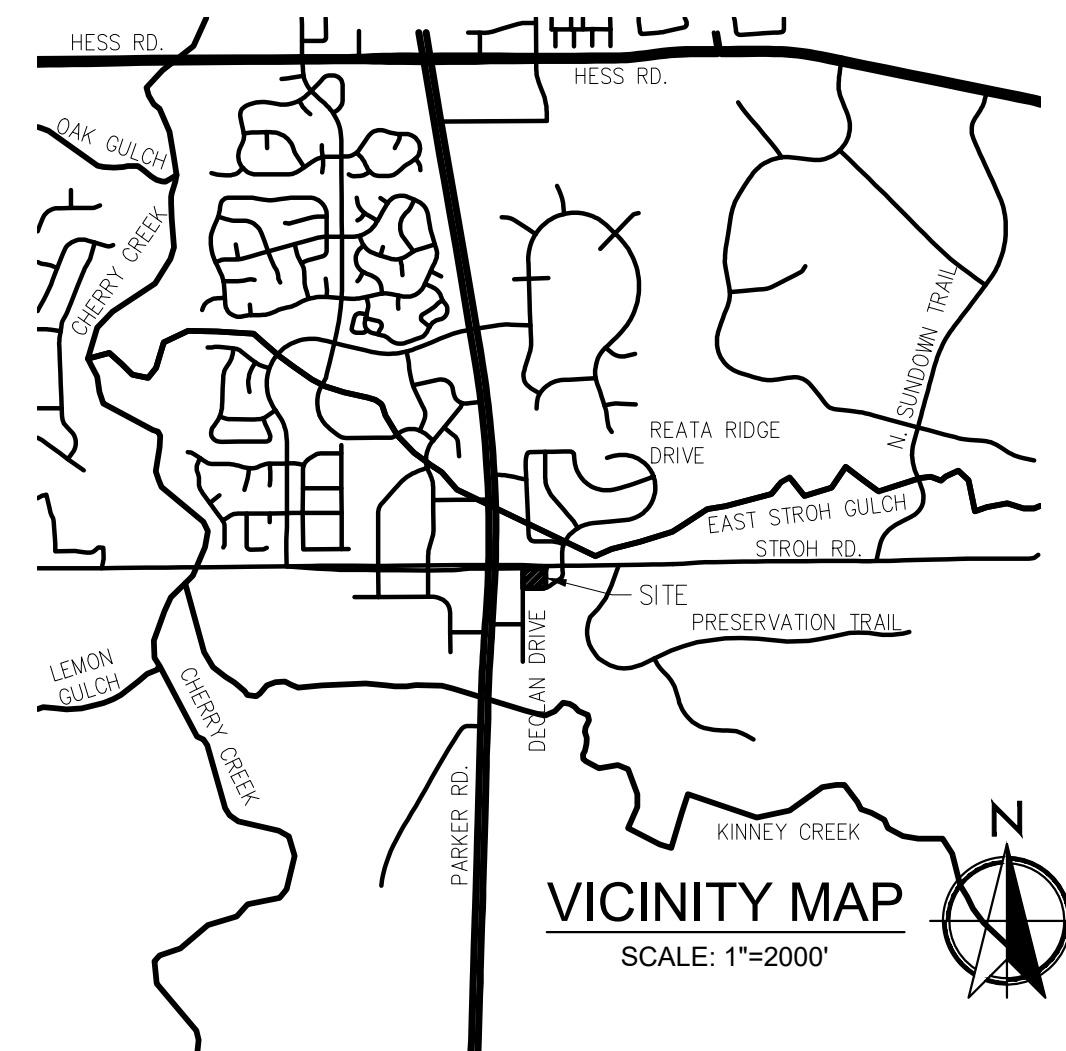 HESS RD.
HESS RD.
OAK GULCH
CHERRY CREEK
N. SUNDOWN TRAIL
REATA RIDGE
DRIVE
EAST STROH GULCH
STROH RD.
SITE
PRESERVATION TRAIL
DECLAN DRIVE
LEMON
GULCH
CHERRY CREEK
PARKER RD.
KINNEY CREEK
N
VICINITY MAP
SCALE: 1"=2000'